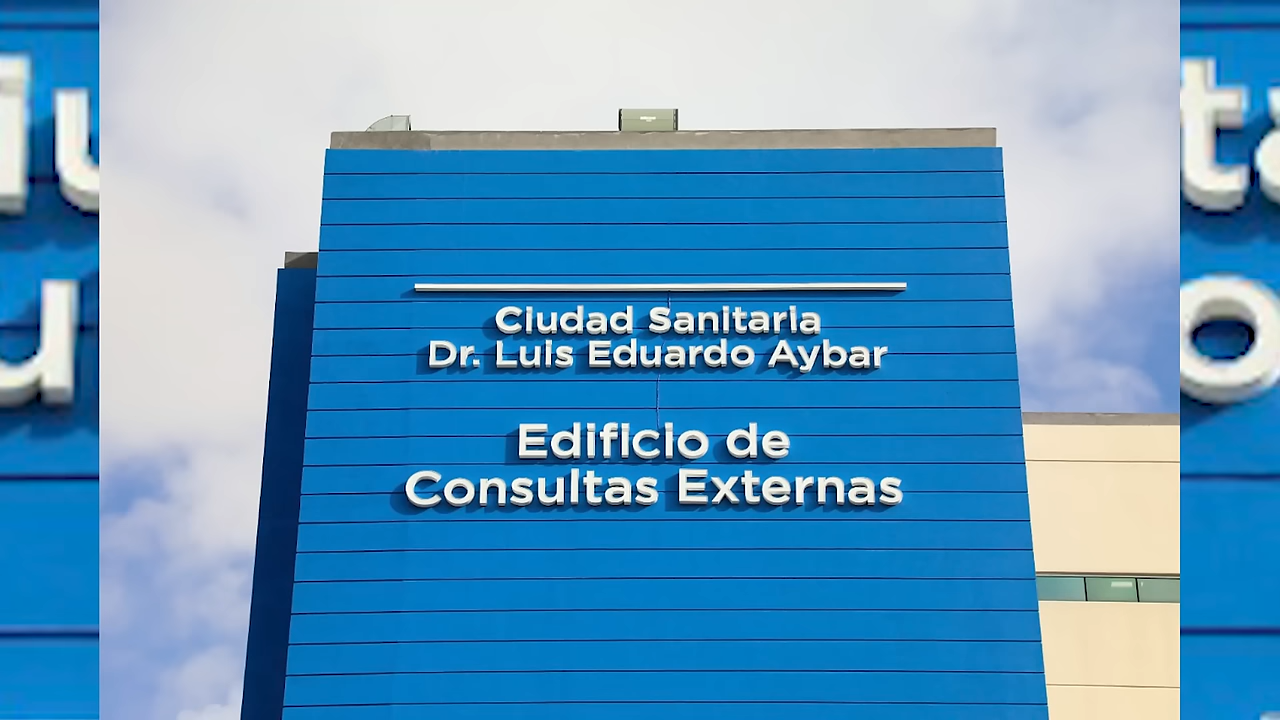 Ciudad Sanitaria
Dr. Luis Eduardo Aybar
Edificio de
Consultas Externas